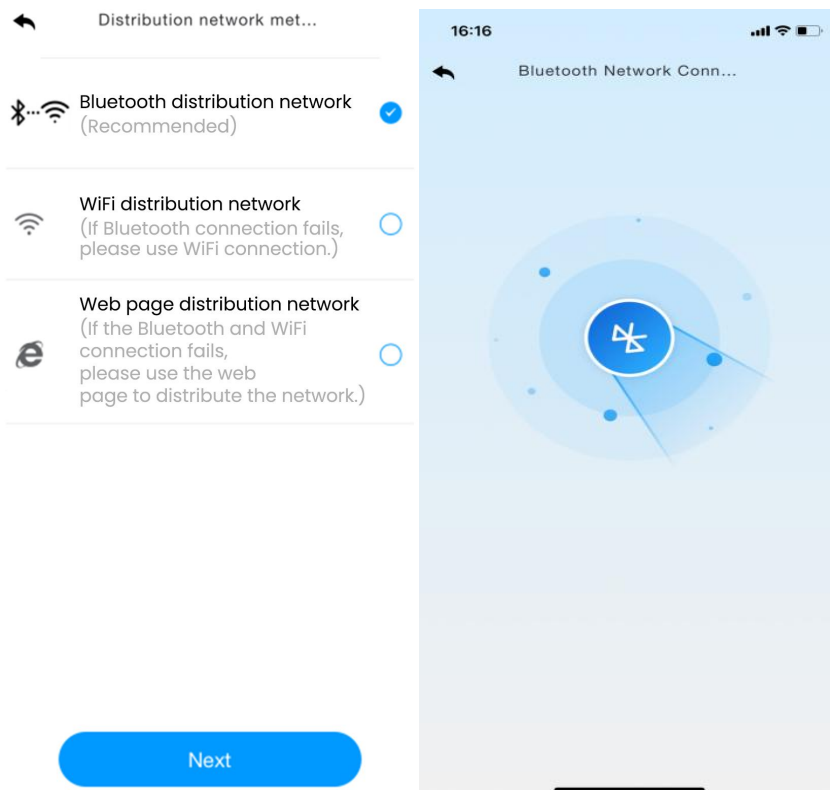 Distribution network met...
Bluetooth distribution network
(Recommended)
WiFi distribution network
(If Bluetooth connection fails,
please use WiFi connection.)
Web page distribution network
(If the Bluetooth and WiFi
connection fails,
please use the web
page to distribute the network.)
Next
16:16
Bluetooth Network Conn...